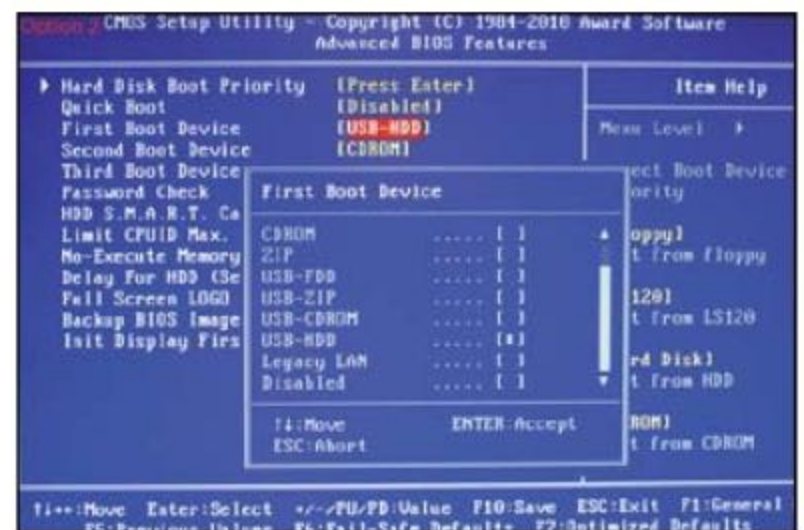 Option 2
CMOS Setup Utility - Copyright (C) 1984-2010 Award Software
Advanced BIOS Features
Hard Disk Boot Priority [Press Enter]
Quick Boot [Disabled]
First Boot Device [USB-HDD]
Second Boot Device [CDROM]
Third Boot Device
Password Check
HDD S.M.A.R.T. Ca
Limit CPUID Max.
No-Execute Memory
Delay For HDD (Se
Full Screen LOGO
Backup BIOS Image
Init Display Firs
First Boot Device
CDROM ..... [ ]
ZIP ..... [ ]
USB-FDD ..... [ ]
USB-ZIP ..... [ ]
USB-CDROM ..... [ ]
USB-HDD ..... [▪]
Legacy LAN ..... [ ]
Disabled ..... [ ]
↑↓:Move ENTER:Accept
ESC:Abort
Item Help
Menu Level ▸
ect Boot Device
ority
oppy]
t from floppy
120]
t from LS120
rd Disk]
t from HDD
ROM]
t from CDROM
↑↓→←:Move Enter:Select +/-/PU/PD:Value F10:Save ESC:Exit F1:General
F5:Previous Values F6:Fail-Safe Defaults F7:Optimized Defaults